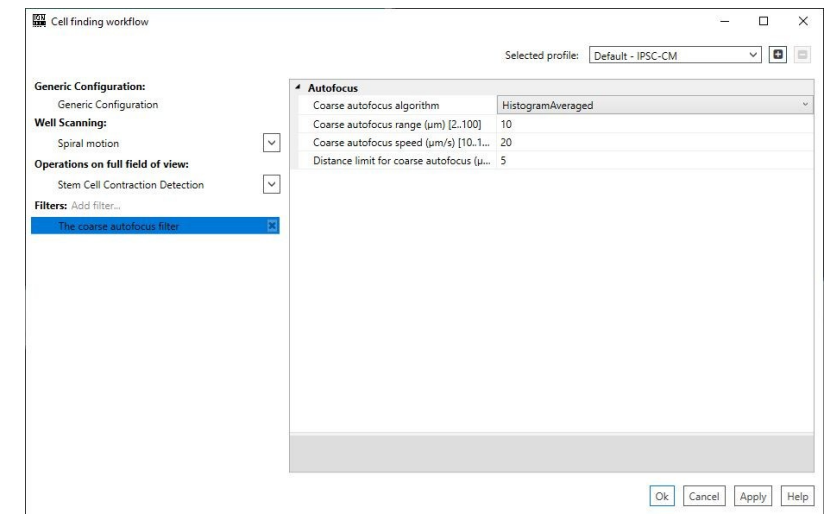 Cell finding workflow
Selected profile: Default - IPSC-CM
Generic Configuration:
Generic Configuration
Well Scanning:
Spiral motion
Operations on full field of view:
Stem Cell Contraction Detection
Filters: Add filter...
The coarse autofocus filter
Autofocus
Coarse autofocus algorithm HistogramAveraged
Coarse autofocus range (µm) [2..100] 10
Coarse autofocus speed (µm/s) [10..1... 20
Distance limit for coarse autofocus (µ... 5
Ok Cancel Apply Help